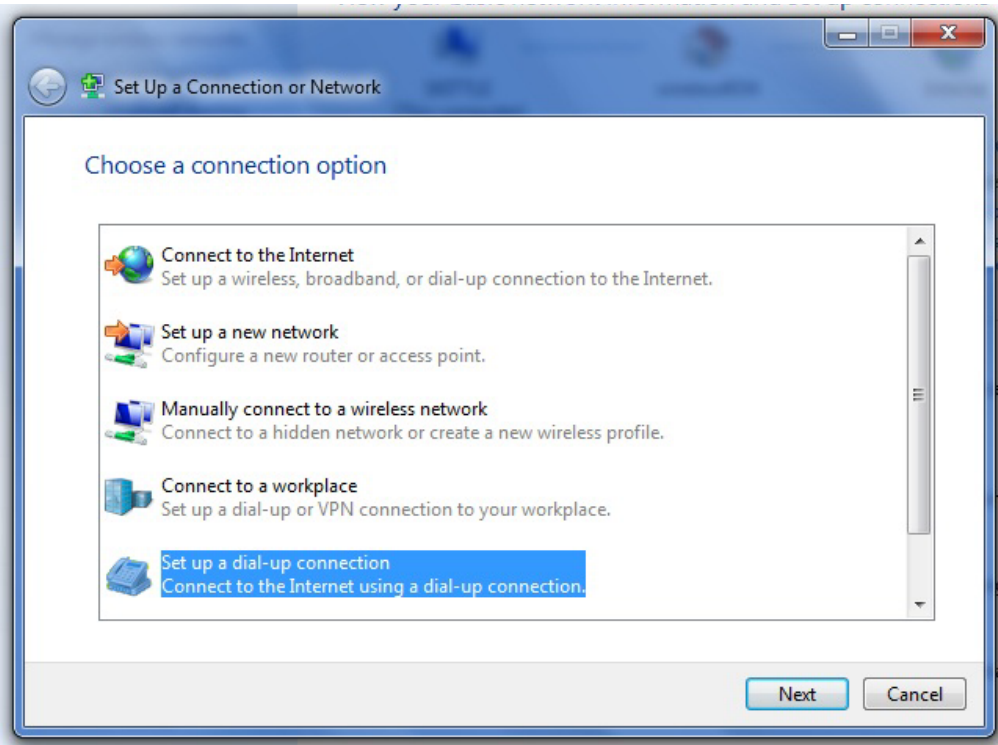 Set Up a Connection or Network
Choose a connection option
Connect to the Internet
Set up a wireless, broadband, or dial-up connection to the Internet.
Set up a new network
Configure a new router or access point.
Manually connect to a wireless network
Connect to a hidden network or create a new wireless profile.
Connect to a workplace
Set up a dial-up or VPN connection to your workplace.
Set up a dial-up connection
Connect to the Internet using a dial-up connection.
Next
Cancel